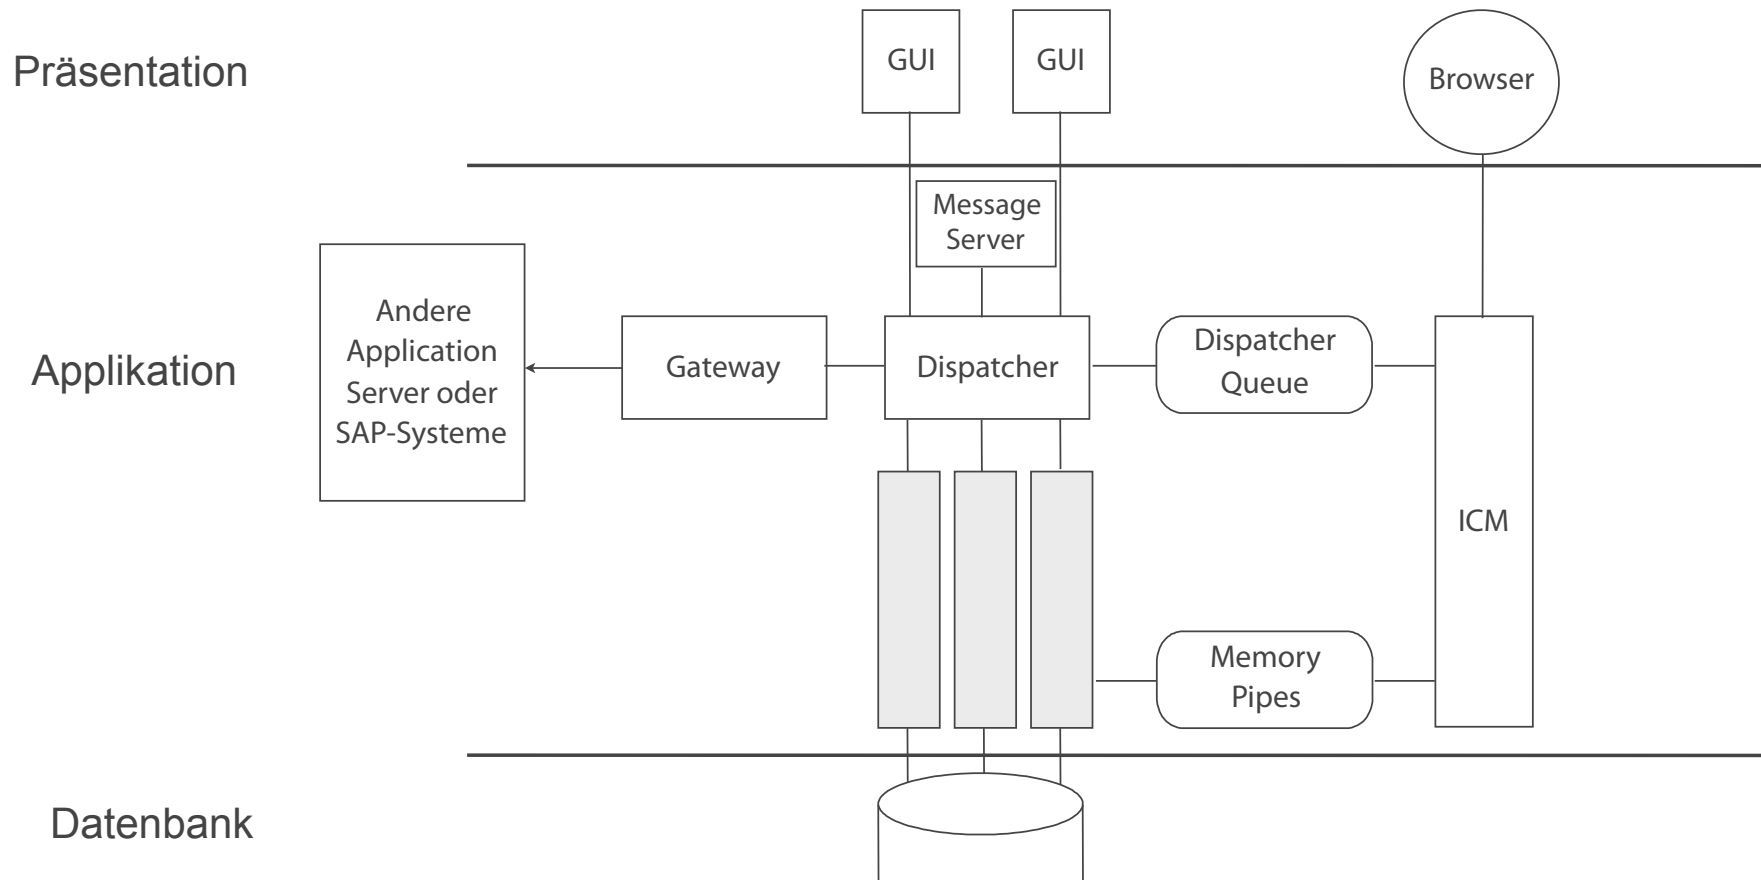 Präsentation
GUI
GUI
Browser
Message
Server
Applikation
Andere
Application
Server oder
SAP-Systeme
Gateway
Dispatcher
Dispatcher
Queue
ICM
Memory
Pipes
Datenbank